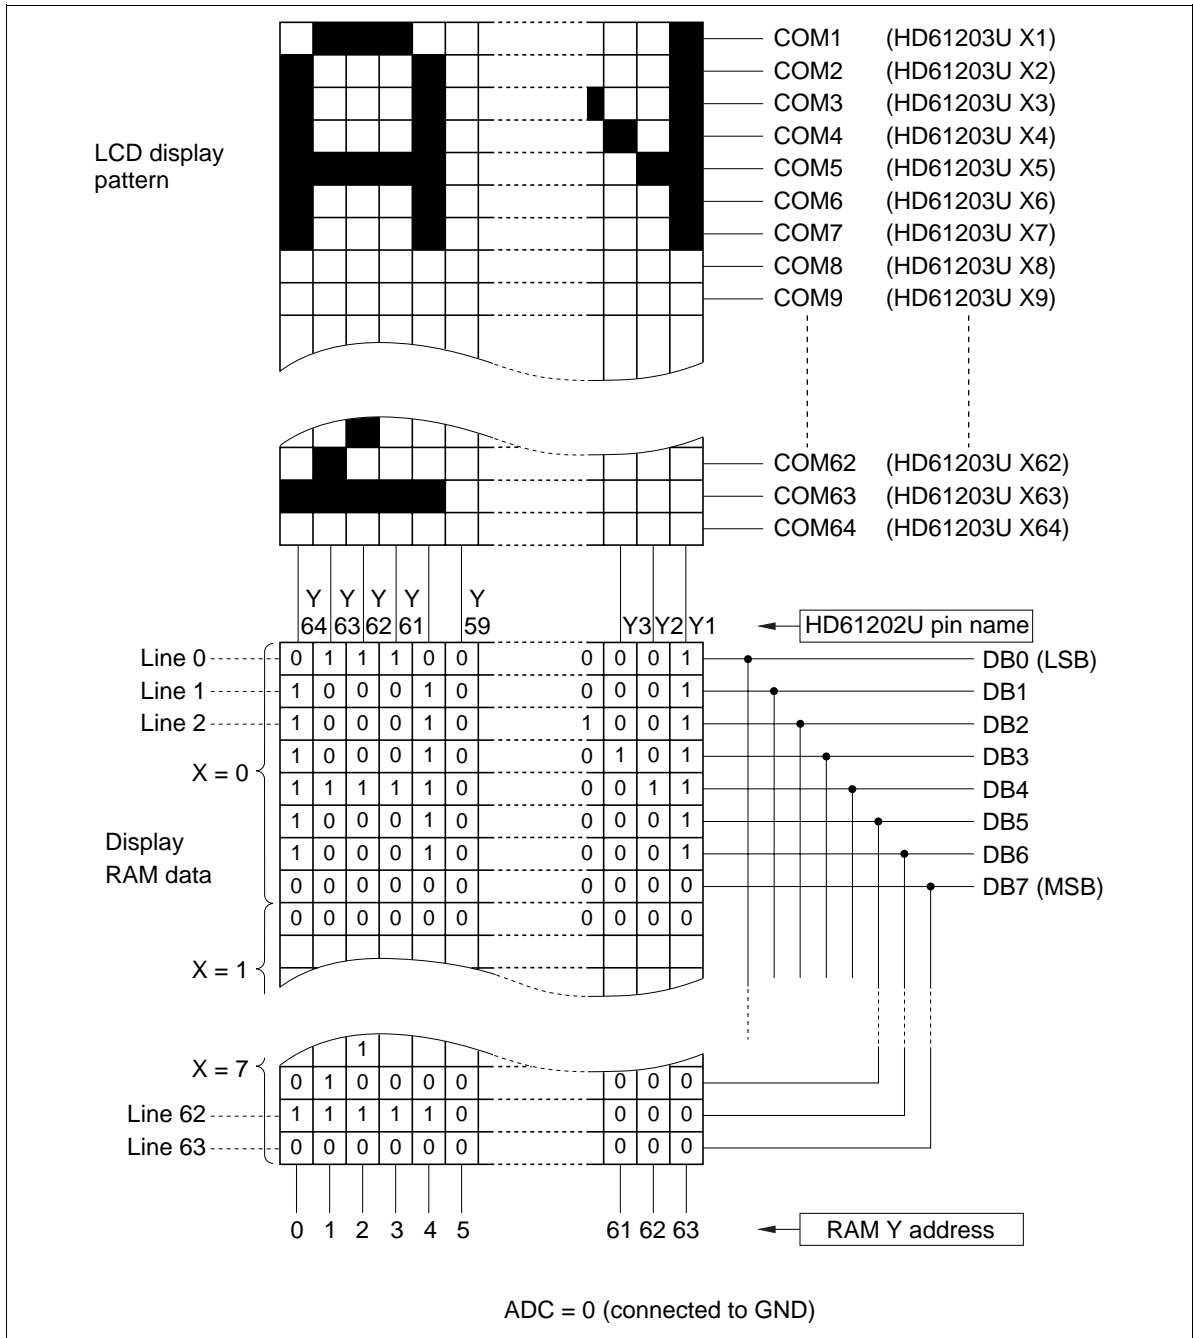 COM1 (HD61203U X1)
COM2 (HD61203U X2)
COM3 (HD61203U X3)
COM4 (HD61203U X4)
LCD display
pattern
COM5 (HD61203U X5)
COM6 (HD61203U X6)
COM7 (HD61203U X7)
COM8 (HD61203U X8)
COM9 (HD61203U X9)
COM62 (HD61203U X62)
COM63 (HD61203U X63)
COM64 (HD61203U X64)
Y Y Y Y Y
64 63 62 61 59 Y3 Y2 Y1 HD61202U pin name
Line 0 0 1 1 1 0 0 0 0 0 1 DB0 (LSB)
Line 1 1 0 0 0 1 0 0 0 0 1 DB1
Line 2 1 0 0 0 1 0 1 0 0 1 DB2
1 0 0 0 1 0 0 1 0 1 DB3
X = 0
1 1 1 1 1 0 0 0 1 1 DB4
1 0 0 0 1 0 0 0 0 1 DB5
Display
RAM data
1 0 0 0 1 0 0 0 0 1 DB6
0 0 0 0 0 0 0 0 0 0 DB7 (MSB)
0 0 0 0 0 0 0 0 0 0
X = 1
1
X = 7
0 1 0 0 0 0 0 0 0
Line 62 1 1 1 1 1 0 0 0 0
Line 63 0 0 0 0 0 0 0 0 0
0 1 2 3 4 5 61 62 63 RAM Y address
ADC = 0 (connected to GND)